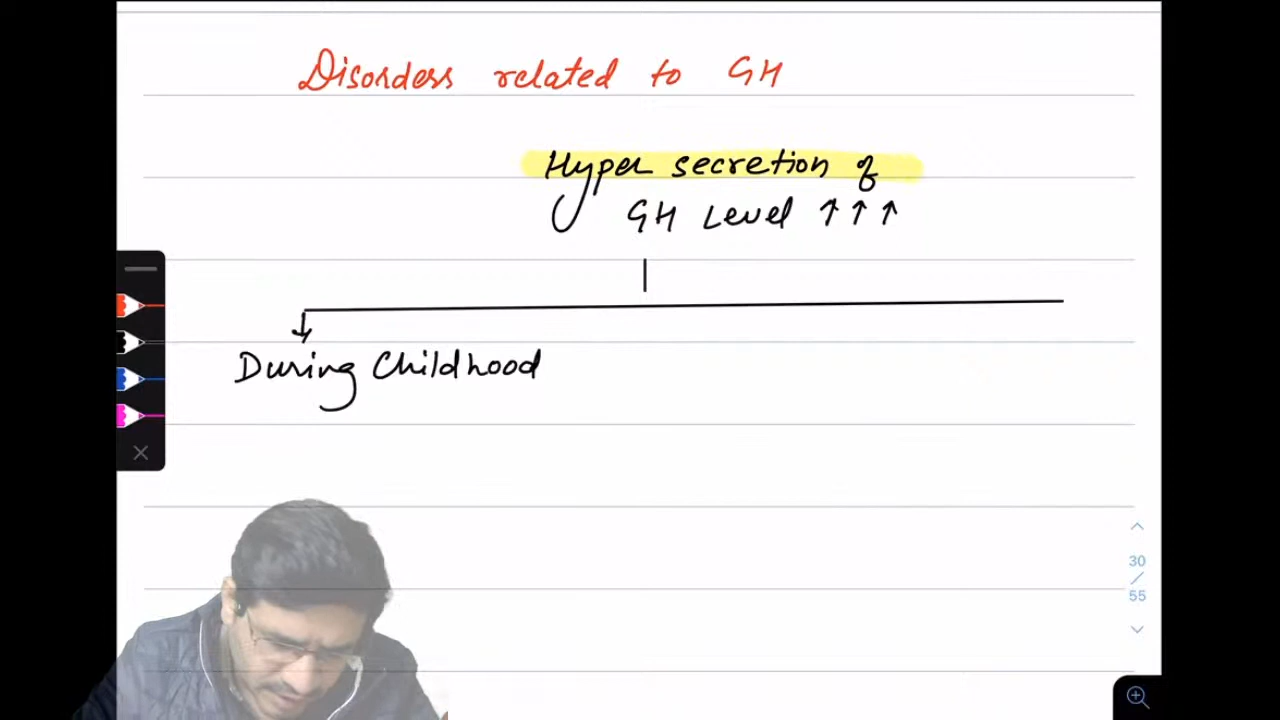 Disorders related to GH
Hyper secretion of
GH Level ↑↑↑
During Childhood
30
/
55